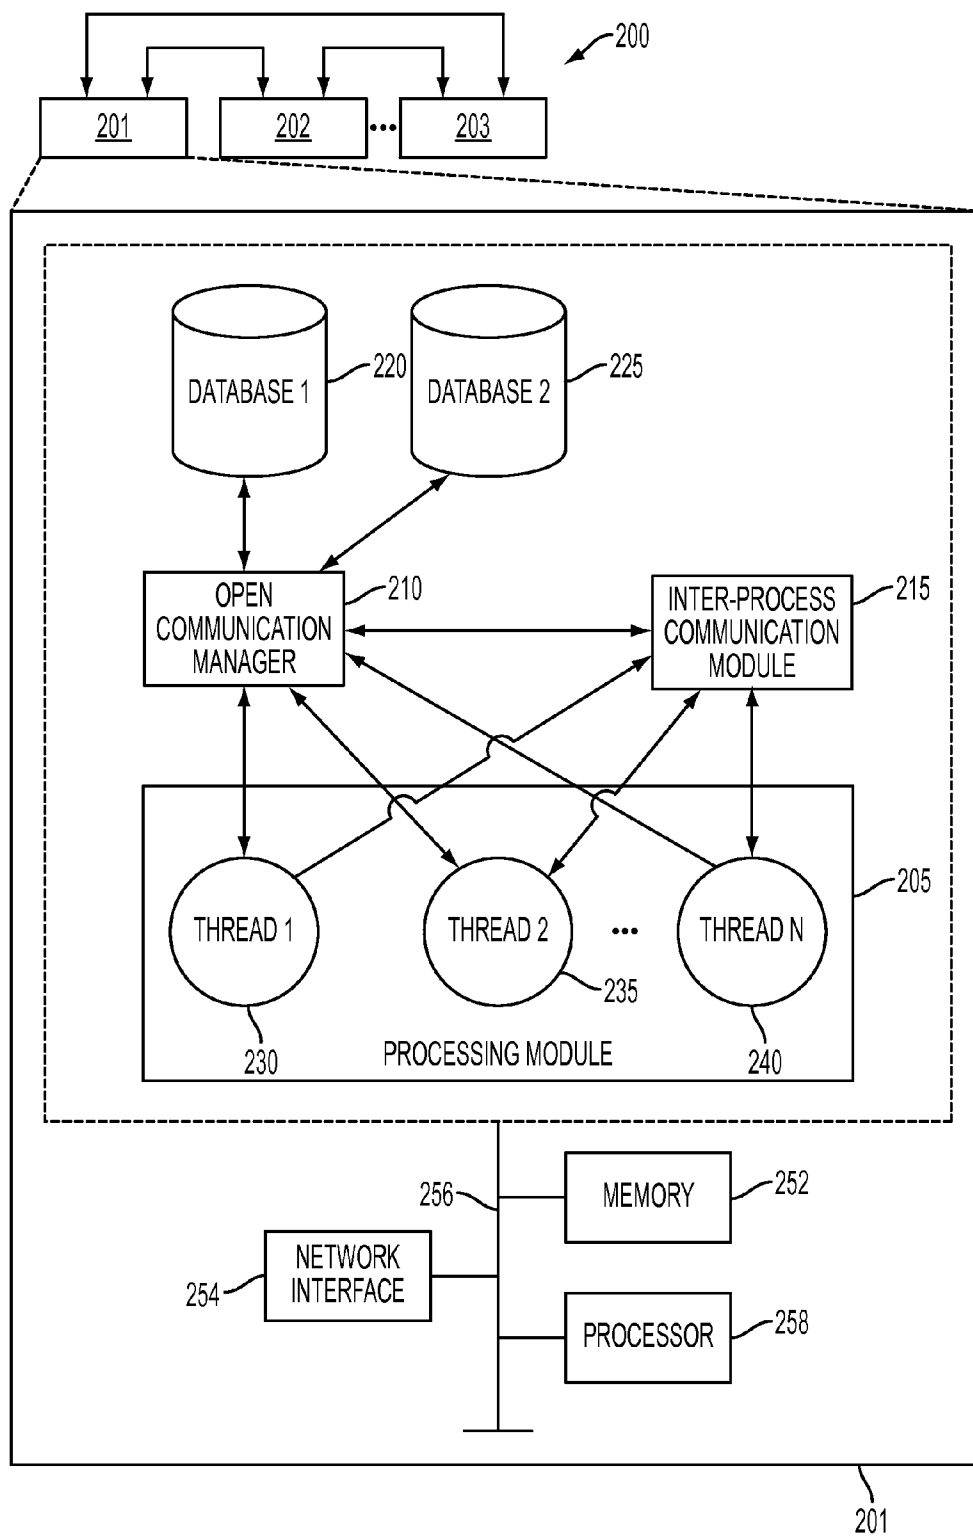 200
201
202
...
203
DATABASE 1
220
DATABASE 2
225
OPEN
COMMUNICATION
MANAGER
210
INTER-PROCESS
COMMUNICATION
MODULE
215
THREAD 1
THREAD 2
...
THREAD N
205
230
235
240
PROCESSING MODULE
256
MEMORY
252
NETWORK
INTERFACE
254
PROCESSOR
258
201